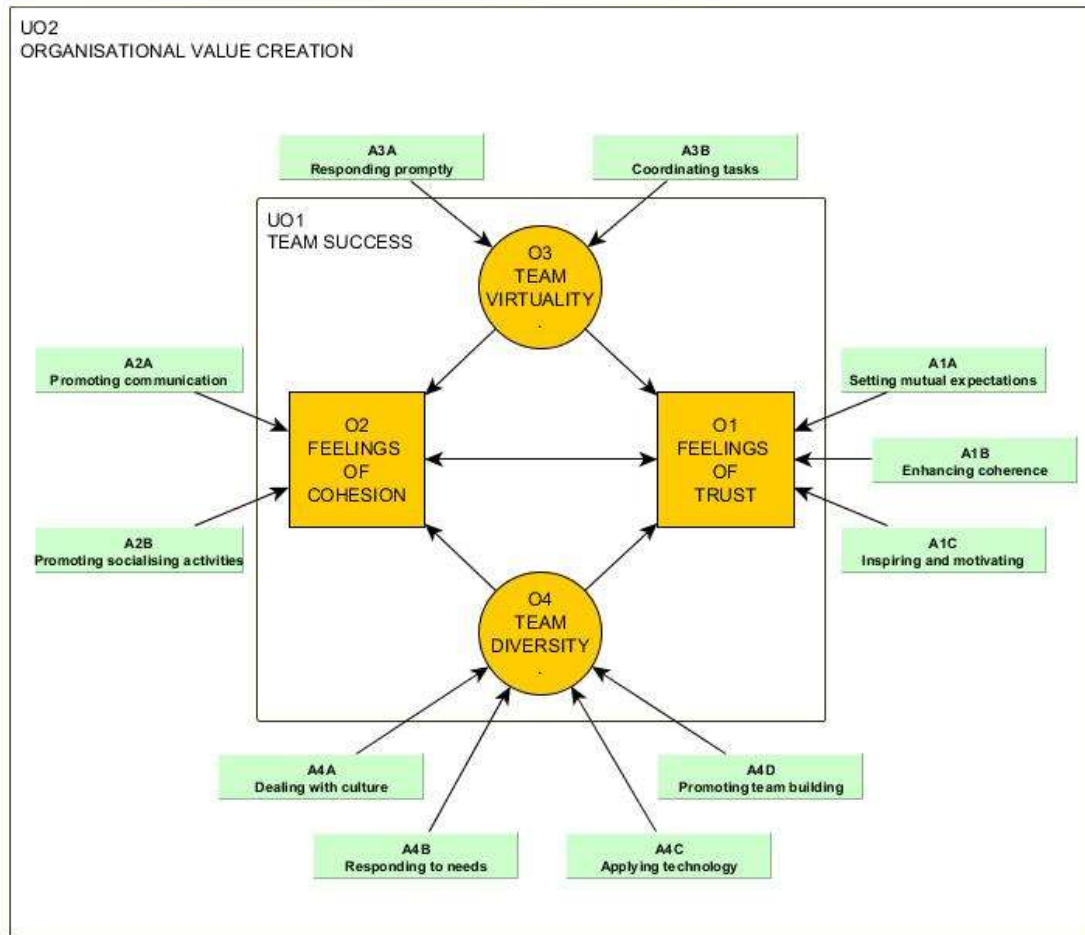 UO2
ORGANISATIONAL VALUE CREATION
A3A
Responding promptly
A3B
Coordinating tasks
UO1
TEAM SUCCESS
O3
TEAM
VIRTUALITY
.
A2A
Promoting communication
A1A
Setting mutual expectations
O2
FEELINGS
OF
COHESION
O1
FEELINGS
OF
TRUST
A1B
Enhancing coherence
A2B
Promoting socialising activities
A1C
Inspiring and motivating
O4
TEAM
DIVERSITY
.
A4A
Dealing with culture
A4D
Promoting team building
A4B
Responding to needs
A4C
Applying technology